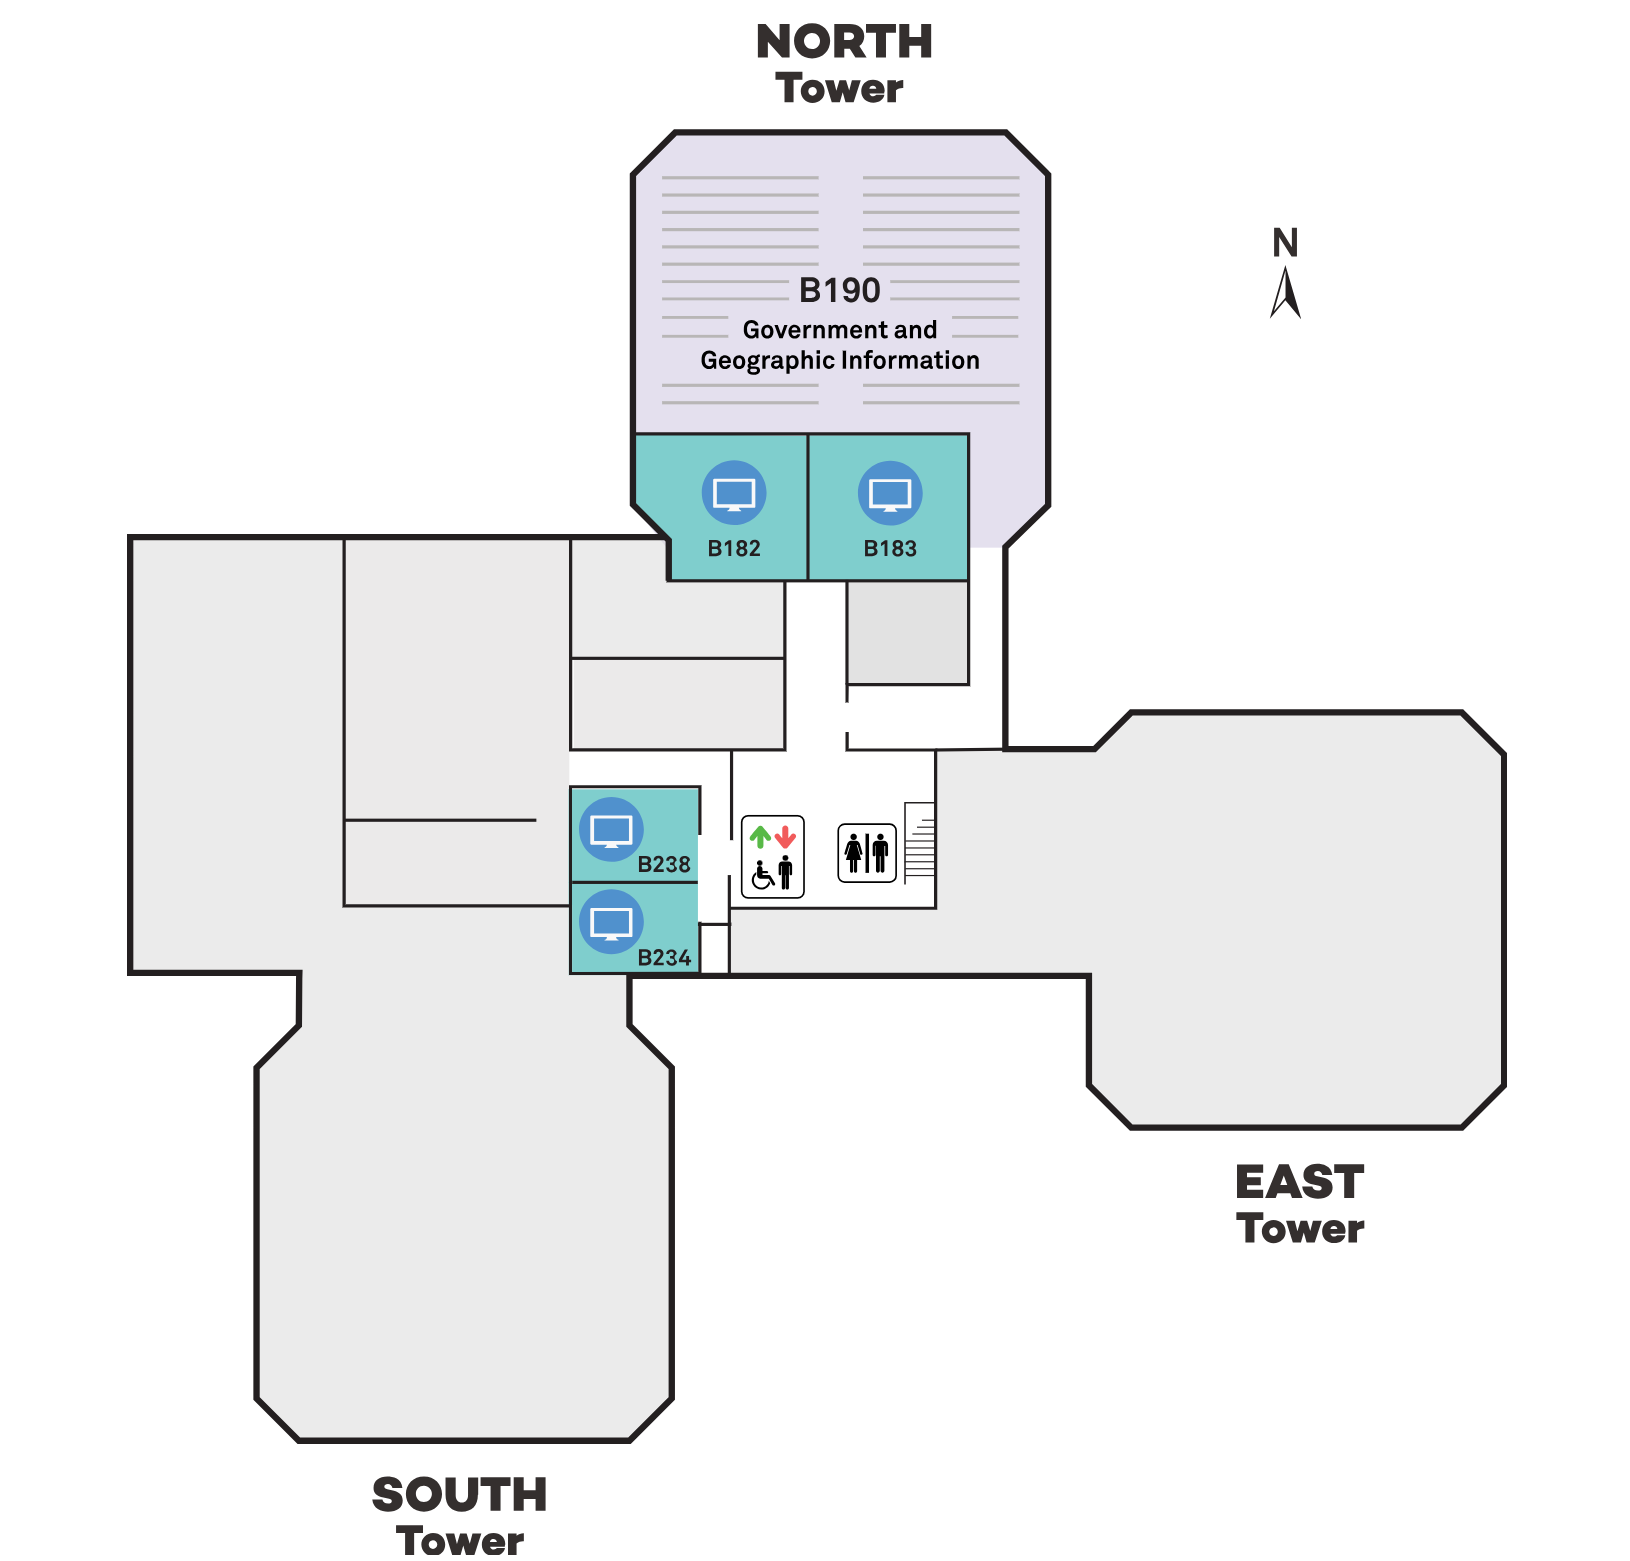 NORTH
Tower
N
B190
Government and
Geographic Information
B182
B183
B238
B234
EAST
Tower
SOUTH
Tower